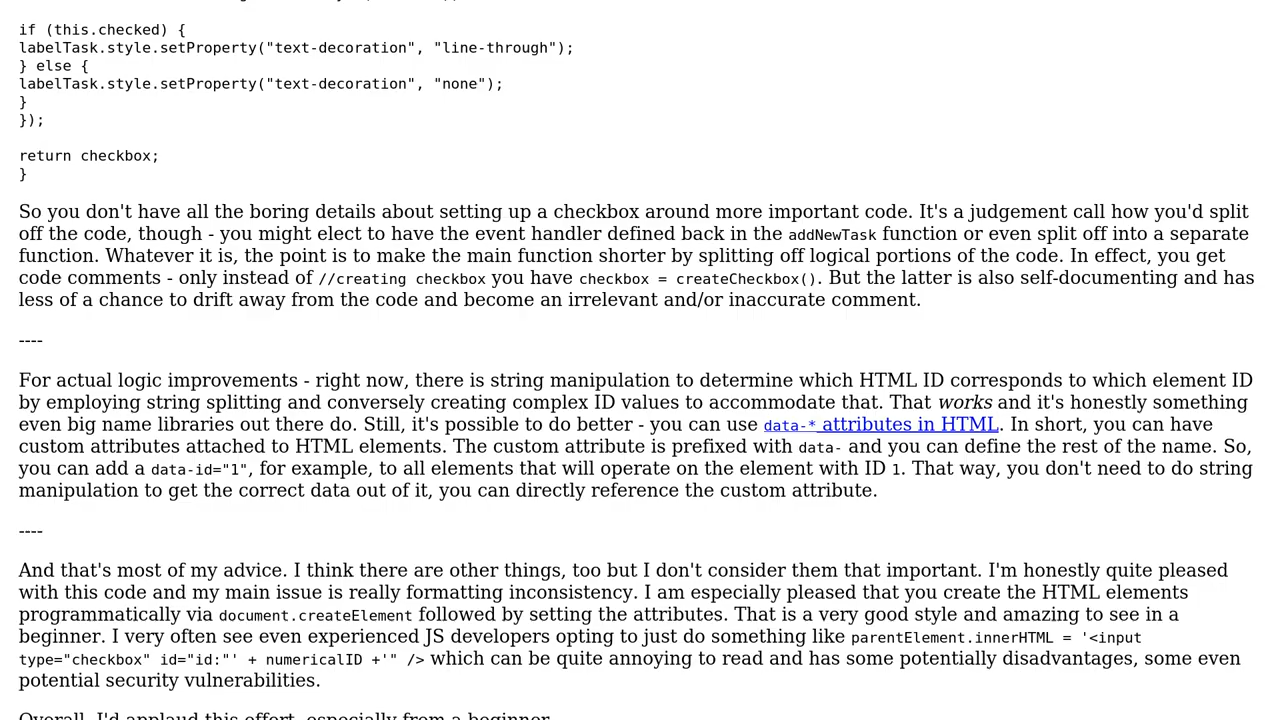 if (this.checked) {
labelTask.style.setProperty("text-decoration", "line-through");
} else {
labelTask.style.setProperty("text-decoration", "none");
}
});
return checkbox;
}
So you don't have all the boring details about setting up a checkbox around more important code. It's a judgement call how you'd split
off the code, though - you might elect to have the event handler defined back in the addNewTask function or even split off into a separate
function. Whatever it is, the point is to make the main function shorter by splitting off logical portions of the code. In effect, you get
code comments - only instead of //creating checkbox you have checkbox = createCheckbox(). But the latter is also self-documenting and has
less of a chance to drift away from the code and become an irrelevant and/or inaccurate comment.
----
For actual logic improvements - right now, there is string manipulation to determine which HTML ID corresponds to which element ID
by employing string splitting and conversely creating complex ID values to accommodate that. That works and it's honestly something
even big name libraries out there do. Still, it's possible to do better - you can use data-* attributes in HTML. In short, you can have
custom attributes attached to HTML elements. The custom attribute is prefixed with data- and you can define the rest of the name. So,
you can add a data-id="1", for example, to all elements that will operate on the element with ID 1. That way, you don't need to do string
manipulation to get the correct data out of it, you can directly reference the custom attribute.
----
And that's most of my advice. I think there are other things, too but I don't consider them that important. I'm honestly quite pleased
with this code and my main issue is really formatting inconsistency. I am especially pleased that you create the HTML elements
programmatically via document.createElement followed by setting the attributes. That is a very good style and amazing to see in a
beginner. I very often see even experienced JS developers opting to just do something like parentElement.innerHTML = '<input
type="checkbox" id="id:"' + numericalID +'" /> which can be quite annoying to read and has some potentially disadvantages, some even
potential security vulnerabilities.
Overall, I'd applaud this effort, especially from a beginner.